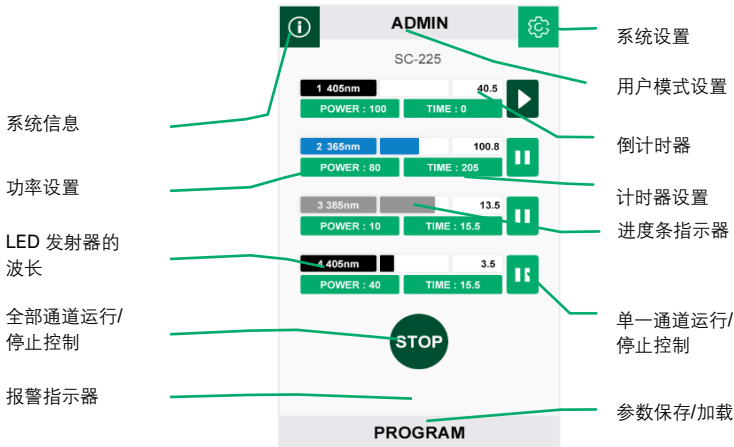 ADMIN
SC-225
1 405nm 40.5
POWER : 100 TIME : 0
2 365nm 100.8
POWER : 80 TIME : 205
3 385nm 13.5
POWER : 10 TIME : 15.5
4 405nm 3.5
POWER : 40 TIME : 15.5
STOP
PROGRAM
系统信息
功率设置
LED 发射器的
波长
全部通道运行/
停止控制
报警指示器
系统设置
用户模式设置
倒计时器
计时器设置
进度条指示器
单一通道运行/
停止控制
参数保存/加载